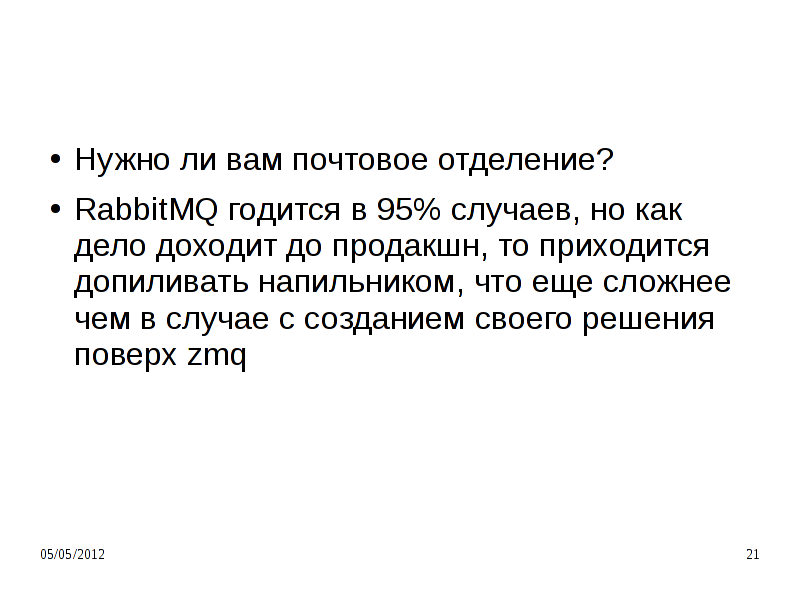 • Нужно ли вам почтовое отделение?
• RabbitMQ годится в 95% случаев, но как
дело доходит до продакшн, то приходится
допиливать напильником, что еще сложнее
чем в случае с созданием своего решения
поверх zmq
05/05/2012
21